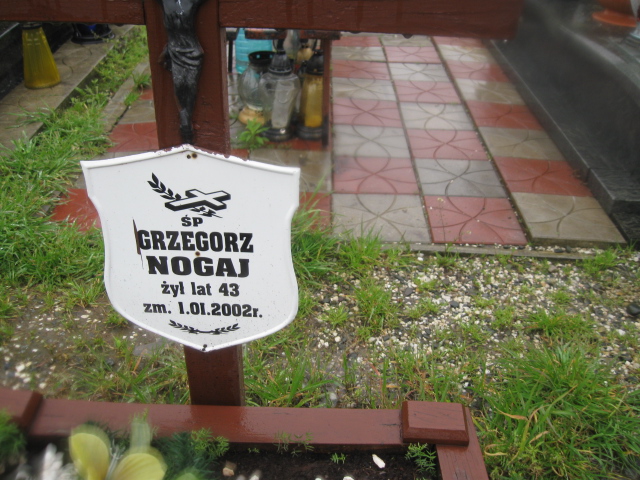 ŚP
GRZEGORZ
NOGAJ
żył lat 43
zm. 1.01.2002r.